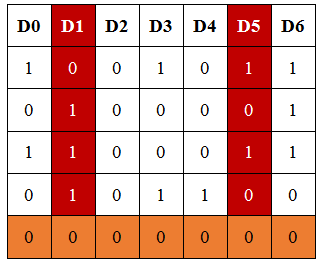 D0 D1 D2 D3 D4 D5 D6
1 0 0 1 0 1 1
0 1 0 0 0 0 1
1 1 0 0 0 1 1
0 1 0 1 1 0 0
0 0 0 0 0 0 0